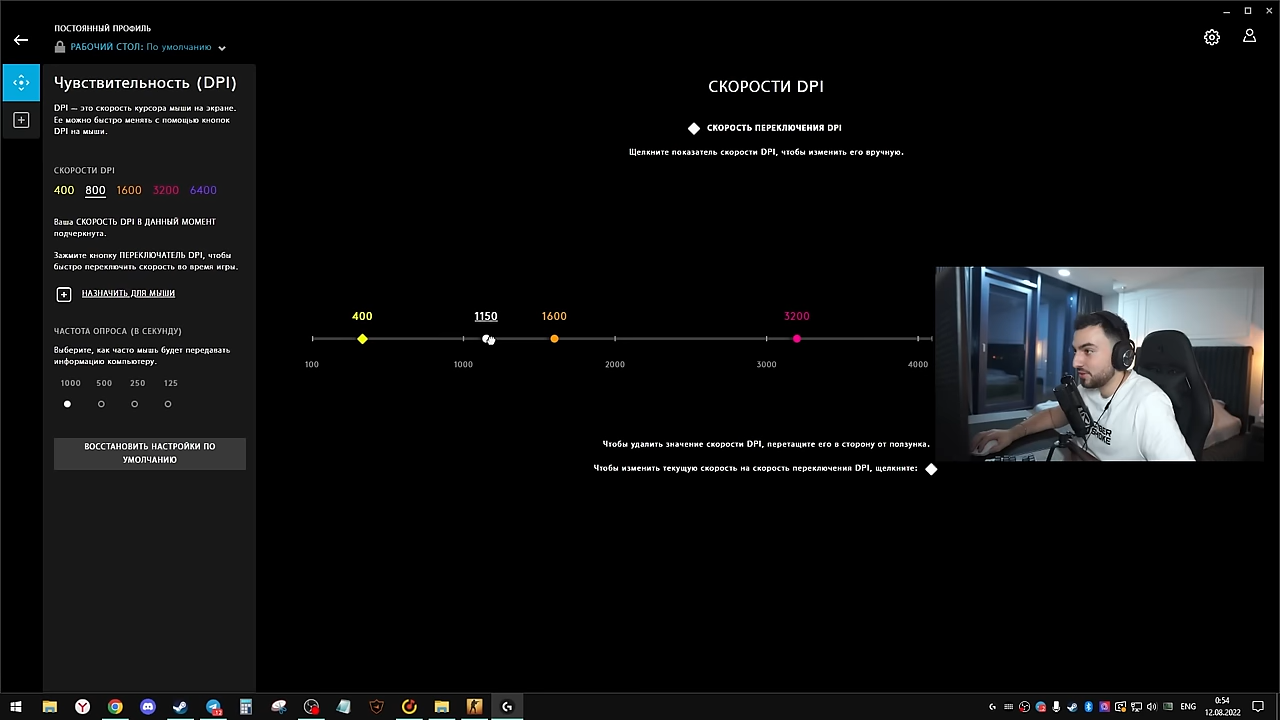 ПОСТОЯННЫЙ ПРОФИЛЬ
РАБОЧИЙ СТОЛ: По умолчанию
Чувствительность (DPI)
DPI — это скорость курсора мыши на экране.
Ее можно быстро менять с помощью кнопок
DPI на мыши.
СКОРОСТИ DPI
400 800 1600 3200 6400
Ваша СКОРОСТЬ DPI В ДАННЫЙ МОМЕНТ
подчеркнута.
Зажмите кнопку ПЕРЕКЛЮЧАТЕЛЬ DPI, чтобы
быстро переключить скорость во время игры.
НАЗНАЧИТЬ ДЛЯ МЫШИ
ЧАСТОТА ОПРОСА (В СЕКУНДУ)
Выберите, как часто мышь будет передавать
информацию компьютеру.
1000 500 250 125
ВОССТАНОВИТЬ НАСТРОЙКИ ПО
УМОЛЧАНИЮ
СКОРОСТИ DPI
СКОРОСТЬ ПЕРЕКЛЮЧЕНИЯ DPI
Щелкните показатель скорости DPI, чтобы изменить его вручную.
400 1150 1600 3200
100 1000 2000 3000 4000
Чтобы удалить значение скорости DPI, перетащите его в сторону от ползунка.
Чтобы изменить текущую скорость на скорость переключения DPI, щелкните:
ENG
0:54
12.08.2022